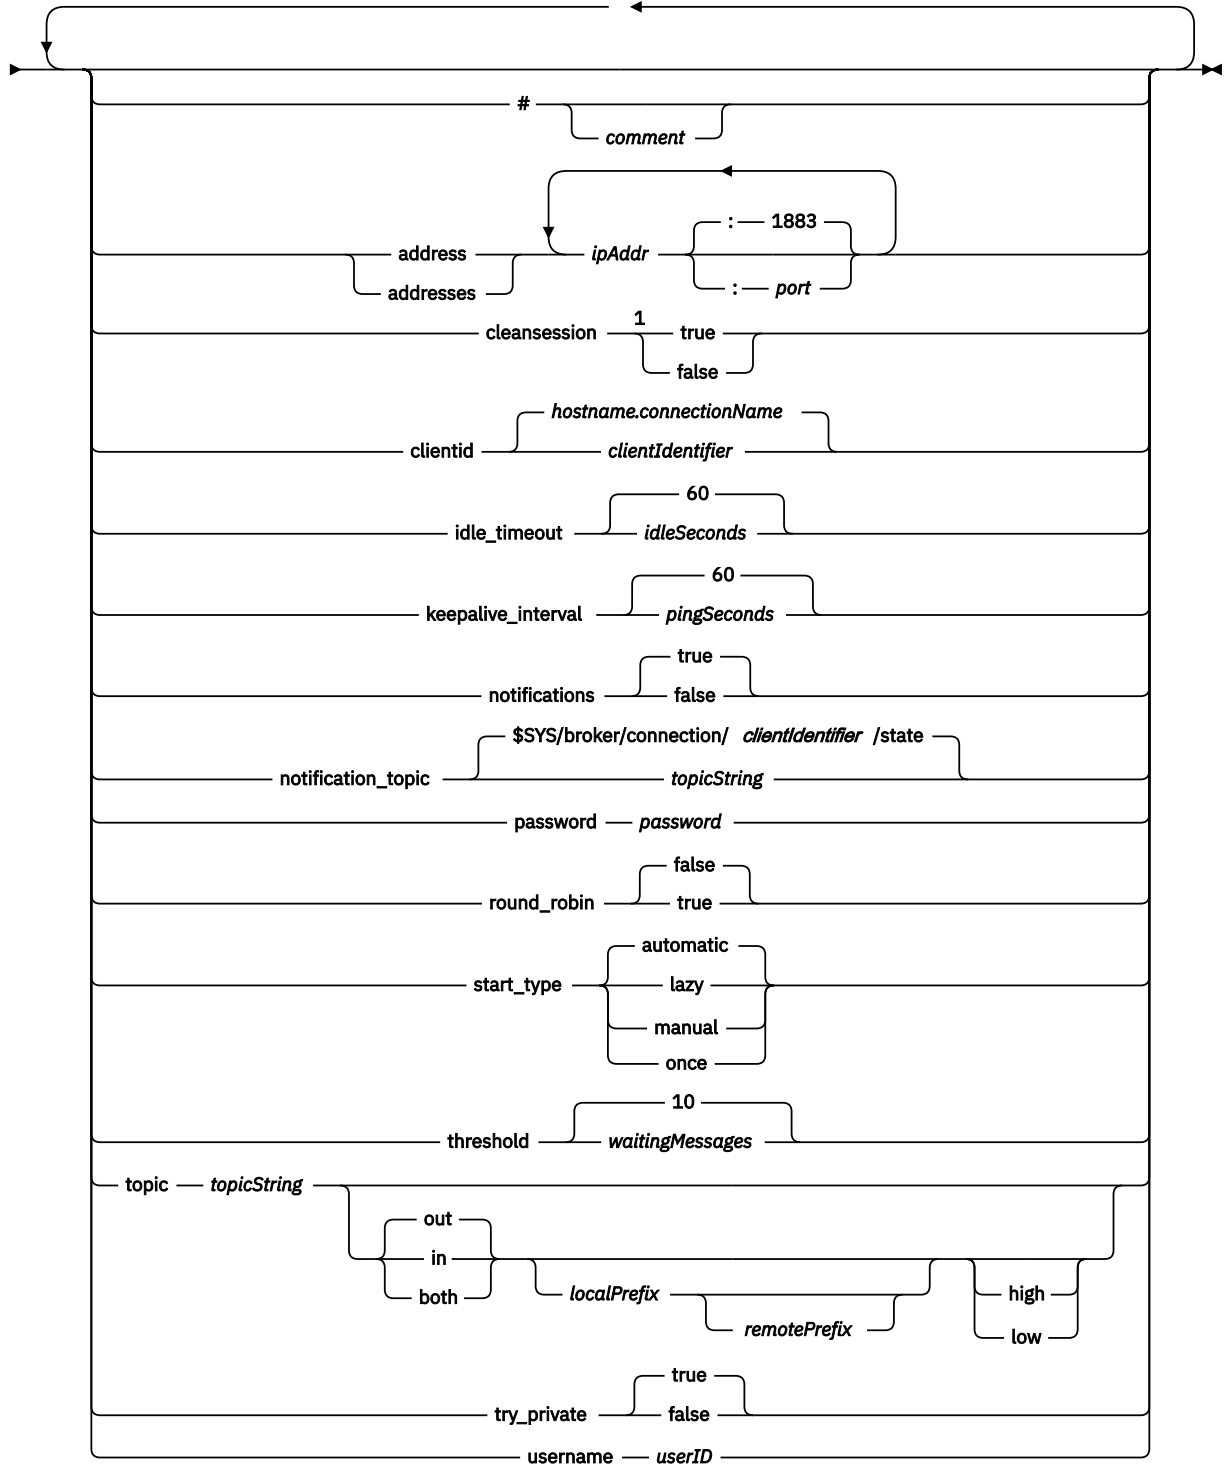 #
comment
: 1883
address ipAddr
addresses : port
1
cleansession true
false
hostname.connectionName
clientid clientIdentifier
60
idle_timeout idleSeconds
60
keepalive_interval pingSeconds
true
notifications false
$SYS/broker/connection/ clientIdentifier /state
notification_topic topicString
password password
false
round_robin true
automatic
start_type lazy
manual
once
10
threshold waitingMessages
topic topicString
out
in
both localPrefix high
remotePrefix low
true
try_private false
username userID